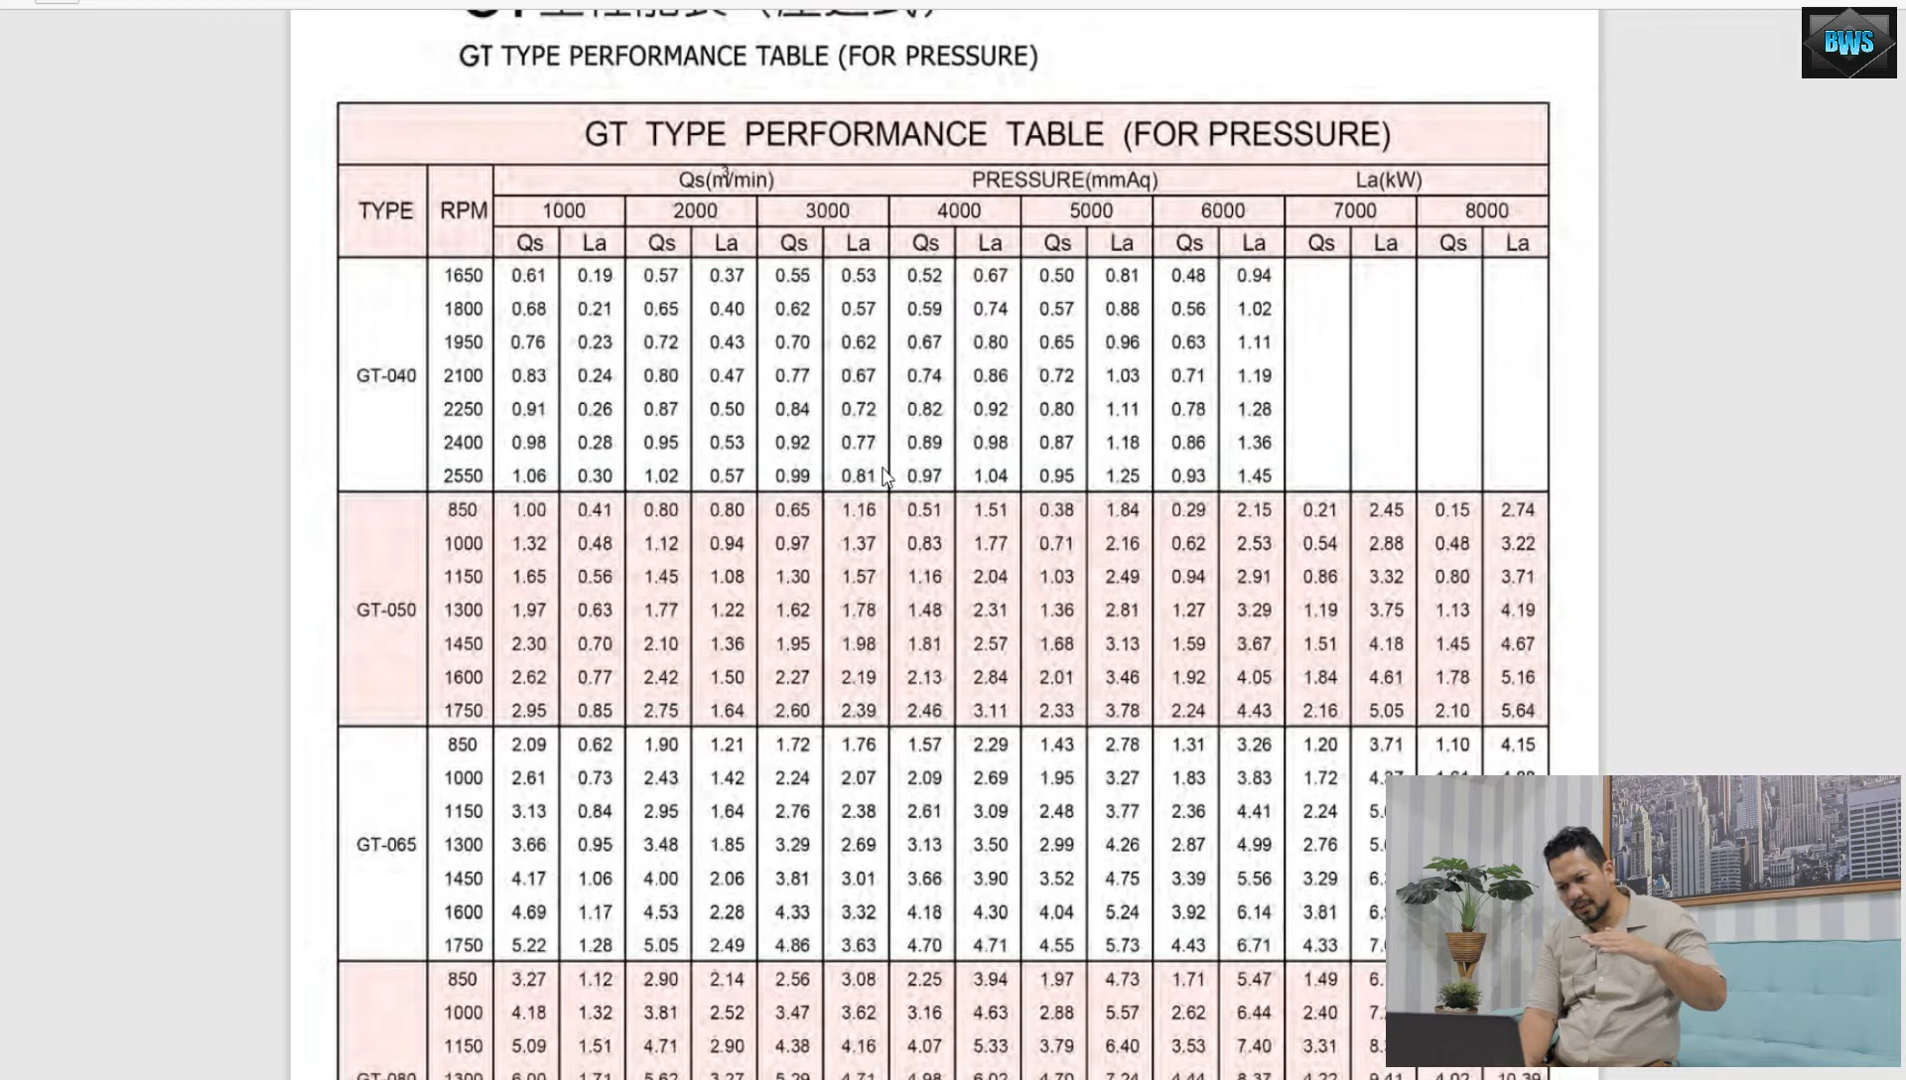 GT TYPE PERFORMANCE TABLE (FOR PRESSURE)
BWS
GT TYPE PERFORMANCE TABLE (FOR PRESSURE)
TYPE RPM Qs(m³/min) PRESSURE(mmAq) La(kW)
1000 2000 3000 4000 5000 6000 7000 8000
Qs La Qs La Qs La Qs La Qs La Qs La Qs La Qs La
1650 0.61 0.19 0.57 0.37 0.55 0.53 0.52 0.67 0.50 0.81 0.48 0.94
1800 0.68 0.21 0.65 0.40 0.62 0.57 0.59 0.74 0.57 0.88 0.56 1.02
1950 0.76 0.23 0.72 0.43 0.70 0.62 0.67 0.80 0.65 0.96 0.63 1.11
GT-040 2100 0.83 0.24 0.80 0.47 0.77 0.67 0.74 0.86 0.72 1.03 0.71 1.19
2250 0.91 0.26 0.87 0.50 0.84 0.72 0.82 0.92 0.80 1.11 0.78 1.28
2400 0.98 0.28 0.95 0.53 0.92 0.77 0.89 0.98 0.87 1.18 0.86 1.36
2550 1.06 0.30 1.02 0.57 0.99 0.81 0.97 1.04 0.95 1.25 0.93 1.45
850 1.00 0.41 0.80 0.80 0.65 1.16 0.51 1.51 0.38 1.84 0.29 2.15 0.21 2.45 0.15 2.74
1000 1.32 0.48 1.12 0.94 0.97 1.37 0.83 1.77 0.71 2.16 0.62 2.53 0.54 2.88 0.48 3.22
1150 1.65 0.56 1.45 1.08 1.30 1.57 1.16 2.04 1.03 2.49 0.94 2.91 0.86 3.32 0.80 3.71
GT-050 1300 1.97 0.63 1.77 1.22 1.62 1.78 1.48 2.31 1.36 2.81 1.27 3.29 1.19 3.75 1.13 4.19
1450 2.30 0.70 2.10 1.36 1.95 1.98 1.81 2.57 1.68 3.13 1.59 3.67 1.51 4.18 1.45 4.67
1600 2.62 0.77 2.42 1.50 2.27 2.19 2.13 2.84 2.01 3.46 1.92 4.05 1.84 4.61 1.78 5.16
1750 2.95 0.85 2.75 1.64 2.60 2.39 2.46 3.11 2.33 3.78 2.24 4.43 2.16 5.05 2.10 5.64
850 2.09 0.62 1.90 1.21 1.72 1.76 1.57 2.29 1.43 2.78 1.31 3.26 1.20 3.71 1.10 4.15
1000 2.61 0.73 2.43 1.42 2.24 2.07 2.09 2.69 1.95 3.27 1.83 3.83 1.72
1150 3.13 0.84 2.95 1.64 2.76 2.38 2.61 3.09 2.48 3.77 2.36 4.41 2.24
GT-065 1300 3.66 0.95 3.48 1.85 3.29 2.69 3.13 3.50 2.99 4.26 2.87 4.99 2.76
1450 4.17 1.06 4.00 2.06 3.81 3.01 3.66 3.90 3.52 4.75 3.39 5.56 3.29
1600 4.69 1.17 4.53 2.28 4.33 3.32 4.18 4.30 4.04 5.24 3.92 6.14 3.81
1750 5.22 1.28 5.05 2.49 4.86 3.63 4.70 4.71 4.55 5.73 4.43 6.71 4.33
850 3.27 1.12 2.90 2.14 2.56 3.08 2.25 3.94 1.97 4.73 1.71 5.47 1.49
1000 4.18 1.32 3.81 2.52 3.47 3.62 3.16 4.63 2.88 5.57 2.62 6.44 2.40
1150 5.09 1.51 4.71 2.90 4.38 4.16 4.07 5.33 3.79 6.40 3.53 7.40 3.31
GT-080 1300 6.00 1.71 5.62 3.27 5.29 4.71 4.98 6.02 4.70 7.24 4.44 8.37 4.22 9.41 4.02 10.39